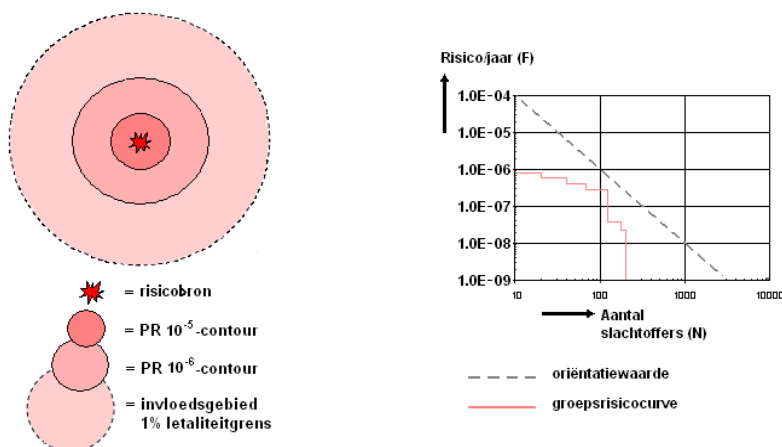 = risicobron
= PR 10⁻⁵-contour
= PR 10⁻⁶-contour
= invloedsgebied
1% letaliteitgrens
Risico/jaar (F)
1.0E-04
1.0E-05
1.0E-06
1.0E-07
1.0E-08
1.0E-09
10 100 1000 10000
Aantal
slachtoffers (N)
oriëntatiewaarde
groepsrisicocurve